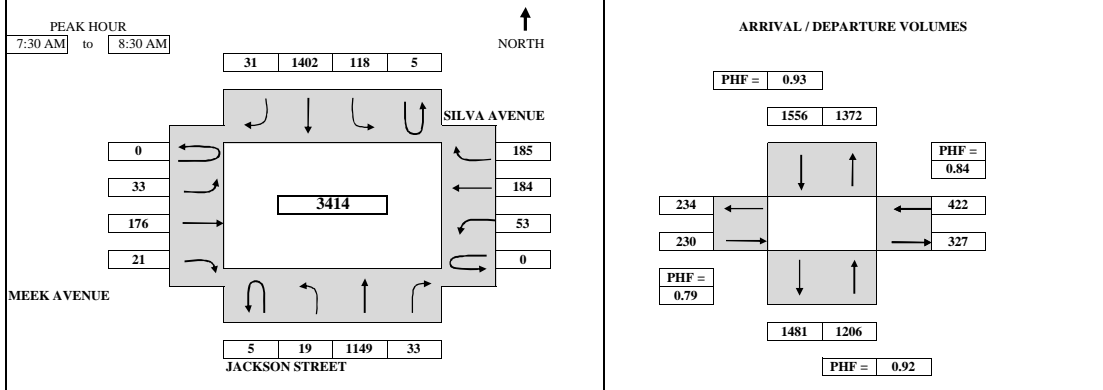 PEAK HOUR
7:30 AM to 8:30 AM
NORTH
31 1402 118 5
SILVA AVENUE
0 185
33 184
3414
176 53
21 0
MEEK AVENUE
5 19 1149 33
JACKSON STREET
ARRIVAL / DEPARTURE VOLUMES
PHF = 0.93
1556 1372
PHF =
0.84
234 422
230 327
PHF =
0.79
1481 1206
PHF = 0.92